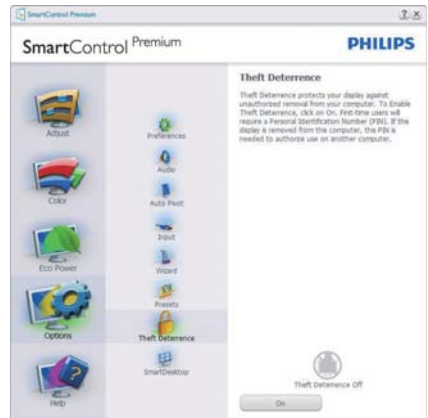 SmartControl Premium
SmartControl Premium
PHILIPS
Adjust
Color
Eco Power
Options
Help
Preferences
Audio
Auto Pivot
Input
Wizard
Presets
Theft Deterrence
SmartDesktop
Theft Deterrence
Theft Deterrence protects your display against
unauthorized removal from your computer. To Enable
Theft Deterrence, click on On. First-time users will
require a Personal Identification Number (PIN). If the
display is removed from this computer, the PIN is
needed to authorize use on another computer.
Theft Deterrence Off
On